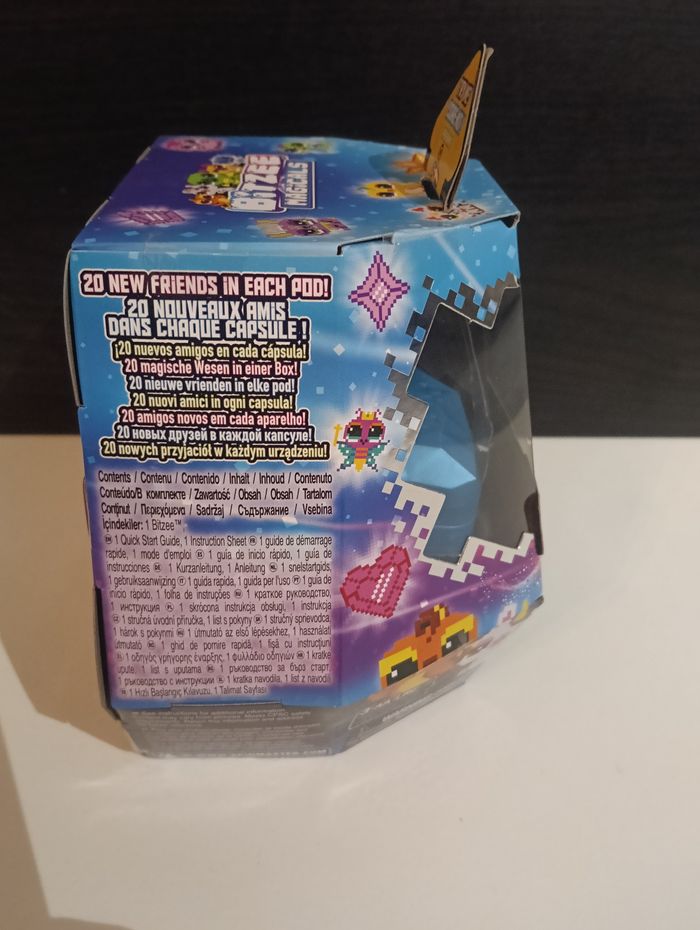 BITZEE
MAGICALS
20 NEW FRIENDS IN EACH POD!
20 NOUVEAUX AMIS
DANS CHAQUE CAPSULE !
¡20 nuevos amigos en cada cápsula!
20 magische Wesen in einer Box!
20 nieuwe vrienden in elke pod!
20 nuovi amici in ogni capsula!
20 amigos novos em cada aparelho!
20 новых друзей в каждой капсуле!
20 nowych przyjaciół w każdym urządzeniu!
Contents / Contenu / Contenido / Inhalt / Inhoud / Contenuto
Conteúdo/В комплекте / Zawartość / Obsah / Obsah / Tartalom
Conţinut / Περιεχόμενα / Sadržaj / Съдържание / Vsebina
İçindekiler: 1 Bitzee™,
1 Quick Start Guide, 1 Instruction Sheet 1 guide de démarrage
rapide, 1 mode d'emploi 1 guía de inicio rápido, 1 guía de
instrucciones 1 Kurzanleitung, 1 Anleitung 1 snelstartgids,
1 gebruiksaanwijzing 1 guida rapida, 1 guida per l'uso 1 guia de
início rápido, 1 folha de instruções 1 краткое руководство,
1 инструкция 1 skrócona instrukcja obsługi, 1 instrukcja
1 stručná úvodní příručka, 1 list s pokyny 1 stručný sprievodca,
1 hárok s pokynmi 1 útmutató az első lépésekhez, 1 használati
útmutató 1 ghid de pornire rapidă, 1 fişă cu instrucţiuni
1 οδηγός γρήγορης έναρξης, 1 φυλλάδιο οδηγιών 1 kratke
upute, 1 list s uputama 1 ръководство за бърз старт,
1 ръководство с инструкции 1 kratka navodila, 1 list z navodili
1 Hızlı Başlangıç Kılavuzu, 1 Talimat Sayfası
See instructions for additional information